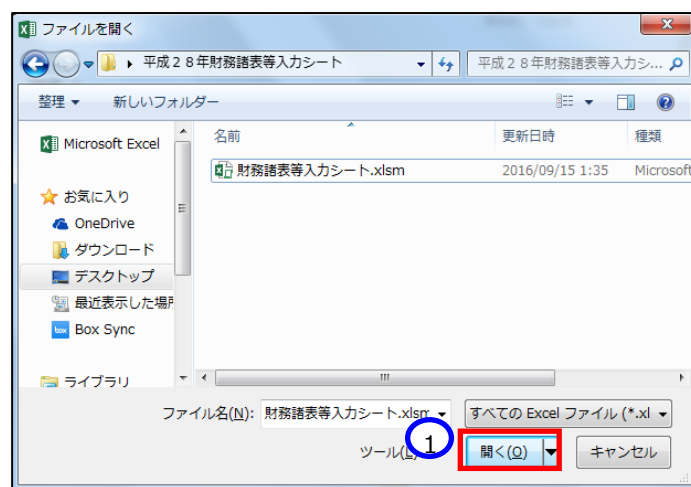 ファイルを開く
平成２８年財務諸表等入力シート
平成２８年財務諸表等入力シ...
整理 新しいフォルダー
名前 更新日時 種類
Microsoft Excel
財務諸表等入力シート.xlsm 2016/09/15 1:35 Microsoft
お気に入り
OneDrive
ダウンロード
デスクトップ
最近表示した場所
Box Sync
ライブラリ
ファイル名(N): 財務諸表等入力シート.xlsm すべての Excel ファイル (*.xl
ツール(L) 1 開く(O) キャンセル